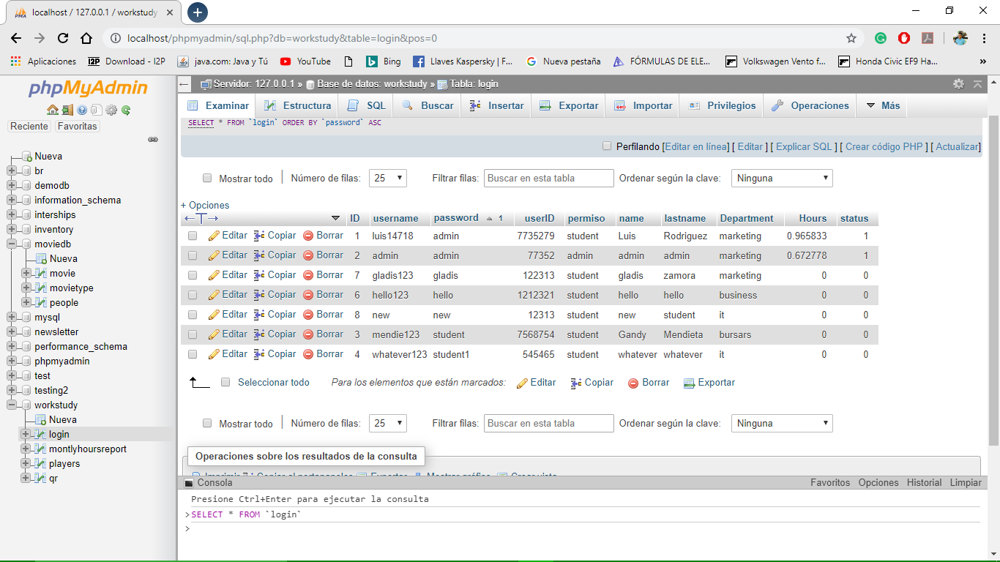 localhost / 127.0.0.1 / workstudy
localhost/phpmyadmin/sql.php?db=workstudy&table=login&pos=0
Aplicaciones I2P Download - I2P java.com: Java y Tú YouTube Bing Llaves Kaspersky | F... Nueva pestaña FÓRMULAS DE ELE... Volkswagen Vento f... Honda Civic EF9 Ha... »
phpMyAdmin
Reciente Favoritas
Nueva
br
demodb
information_schema
interships
inventory
moviedb
Nueva
movie
movietype
people
mysql
newsletter
performance_schema
phpmyadmin
test
testing2
workstudy
Nueva
login
montlyhoursreport
players
qr
Servidor: 127.0.0.1 » Base de datos: workstudy » Tabla: login
Examinar Estructura SQL Buscar Insertar Exportar Importar Privilegios Operaciones Más
SELECT * FROM `login` ORDER BY `password` ASC
Perfilando [Editar en línea] [ Editar ] [ Explicar SQL ] [ Crear código PHP ] [ Actualizar]
Mostrar todo | Número de filas: 25 Filtrar filas: Buscar en esta tabla Ordenar según la clave: Ninguna
+ Opciones
ID username password 1 userID permiso name lastname Department Hours status
Editar Copiar Borrar 1 luis14718 admin 7735279 student Luis Rodriguez marketing 0.965833 1
Editar Copiar Borrar 2 admin admin 77352 admin admin admin marketing 0.672778 1
Editar Copiar Borrar 7 gladis123 gladis 122313 student gladis zamora marketing 0 0
Editar Copiar Borrar 6 hello123 hello 1212321 student hello hello business 0 0
Editar Copiar Borrar 8 new new 12313 student new student it 0 0
Editar Copiar Borrar 3 mendie123 student 7568754 student Gandy Mendieta bursars 0 0
Editar Copiar Borrar 4 whatever123 student1 545465 student whatever whatever it 0 0
Seleccionar todo Para los elementos que están marcados: Editar Copiar Borrar Exportar
Mostrar todo | Número de filas: 25 Filtrar filas: Buscar en esta tabla Ordenar según la clave: Ninguna
Operaciones sobre los resultados de la consulta
Imprimir Copiar al portapapeles Exportar Mostrar gráfico Crear vista
Consola Favoritos Opciones Historial Limpiar
Presione Ctrl+Enter para ejecutar la consulta
>SELECT * FROM `login`
>